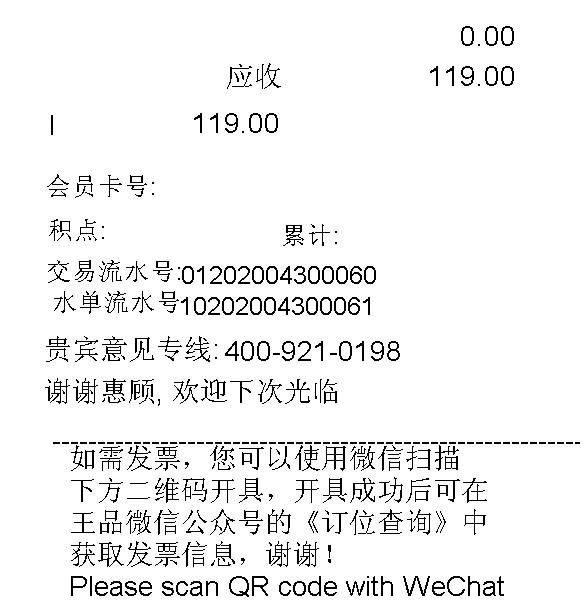 0.00
应收 119.00
| 119.00
会员卡号:
积点: 累计:
交易流水号:01202004300060
水单流水号10202004300061
贵宾意见专线: 400-921-0198
谢谢惠顾, 欢迎下次光临
--------------------------------------------------
如需发票，您可以使用微信扫描
下方二维码开具，开具成功后可在
王品微信公众号的《订位查询》中
获取发票信息，谢谢！
Please scan QR code with WeChat